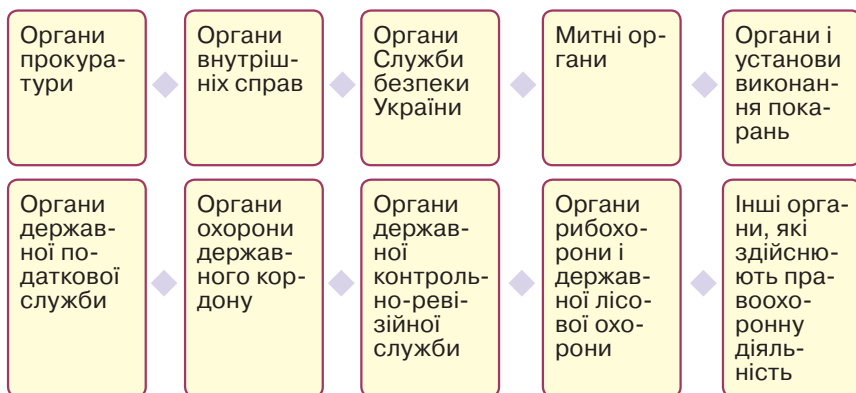 Органи
прокура-
тури
Органи
внутріш-
ніх справ
Органи
Служби
безпеки
України
Митні ор-
гани
Органи і
установи
виконан-
ня пока-
рань
Органи
держав-
ної по-
даткової
служби
Органи
охорони
держав-
ного кор-
дону
Органи
держав-
ної
контроль-
но-реві-
зійної
служби
Органи
рибохо-
рони і
держав-
ної лісо-
вої охо-
рони
Інші орга-
ни, які
здійсню-
ють пра-
воохо-
ронну
діяль-
ність